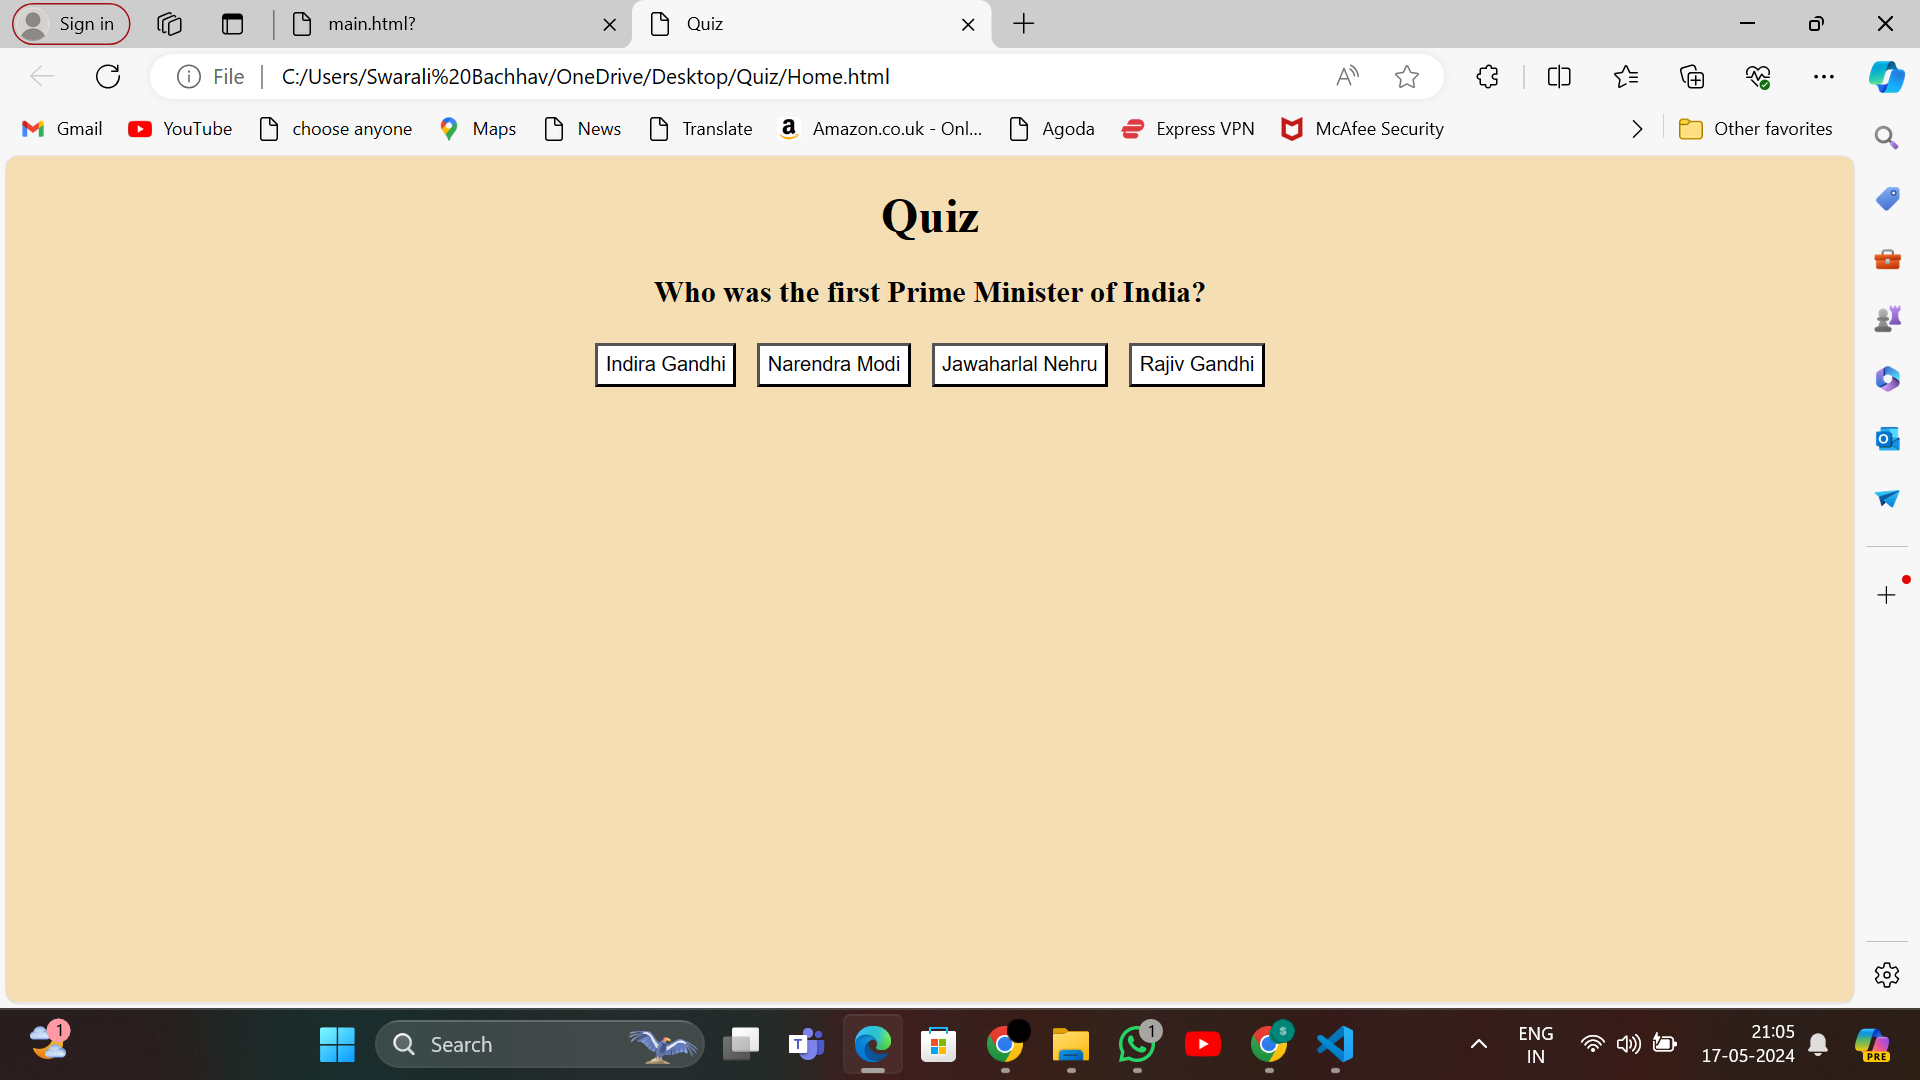 Sign in
main.html?
Quiz
File
C:/Users/Swarali%20Bachhav/OneDrive/Desktop/Quiz/Home.html
Gmail YouTube choose anyone Maps News Translate Amazon.co.uk - Onl... Agoda Express VPN McAfee Security Other favorites
Quiz
Who was the first Prime Minister of India?
Indira Gandhi Narendra Modi Jawaharlal Nehru Rajiv Gandhi
1
Search
1
S
ENG
IN
21:05
17-05-2024
PRE